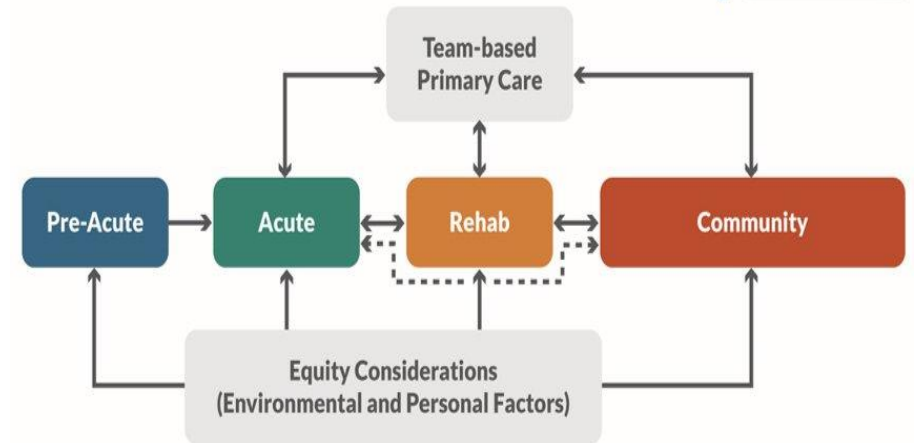 Team-based
Primary Care
Pre-Acute
Acute
Rehab
Community
Equity Considerations
(Environmental and Personal Factors)